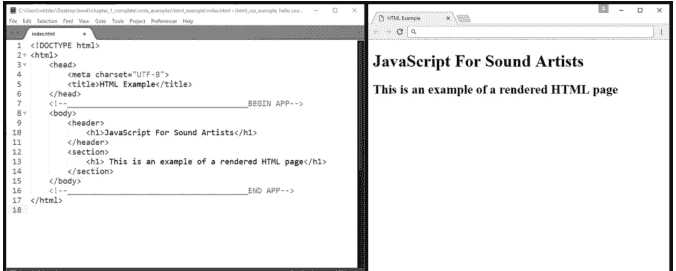 File Edit Selection Find View Goto Tools Project Preferences Help
index.html
1 <!DOCTYPE html>
2 <html>
3 <head>
4 <meta charset="UTF-8">
5 <title>HTML Example</title>
6 </head>
7 <!--________________________________________BEGIN APP-->
8 <body>
9 <header>
10 <h1>JavaScript For Sound Artists</h1>
11 </header>
12 <section>
13 <h1> This is an example of a rendered HTML page</h1>
14 </section>
15 </body>
16 <!--________________________________________END APP-->
17 </html>
18
HTML Example
JavaScript For Sound Artists
This is an example of a rendered HTML page